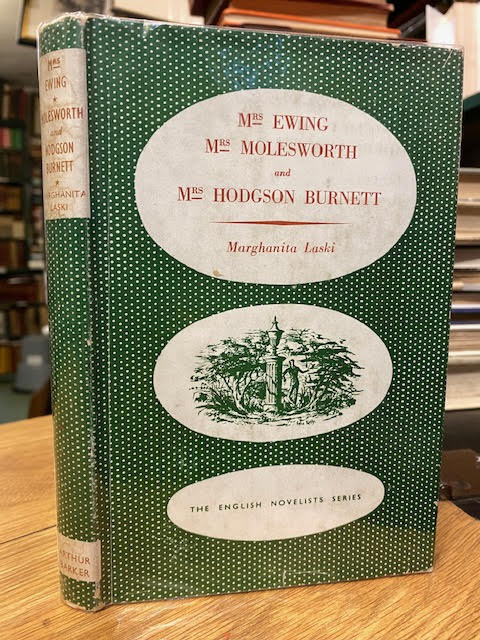 Mrs EWING
Mrs MOLESWORTH
and
Mrs HODGSON BURNETT
Marghanita Laski
THE ENGLISH NOVELISTS SERIES
Mrs
EWING
★
MOLESWORTH
and
HODGSON
BURNETT
★
MARGHANITA
LASKI
ARTHUR
BARKER